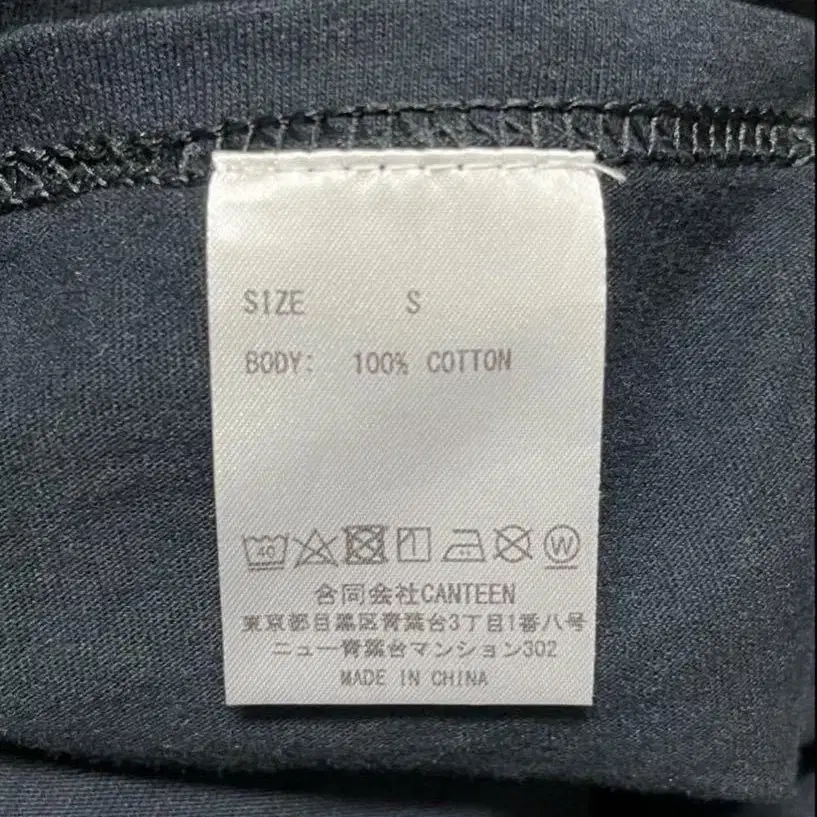 SIZE S
BODY: 100% COTTON
40 W
合同会社CANTEEN
東京都目黒区青葉台3丁目1番八号
ニュー青葉台マンション302
MADE IN CHINA